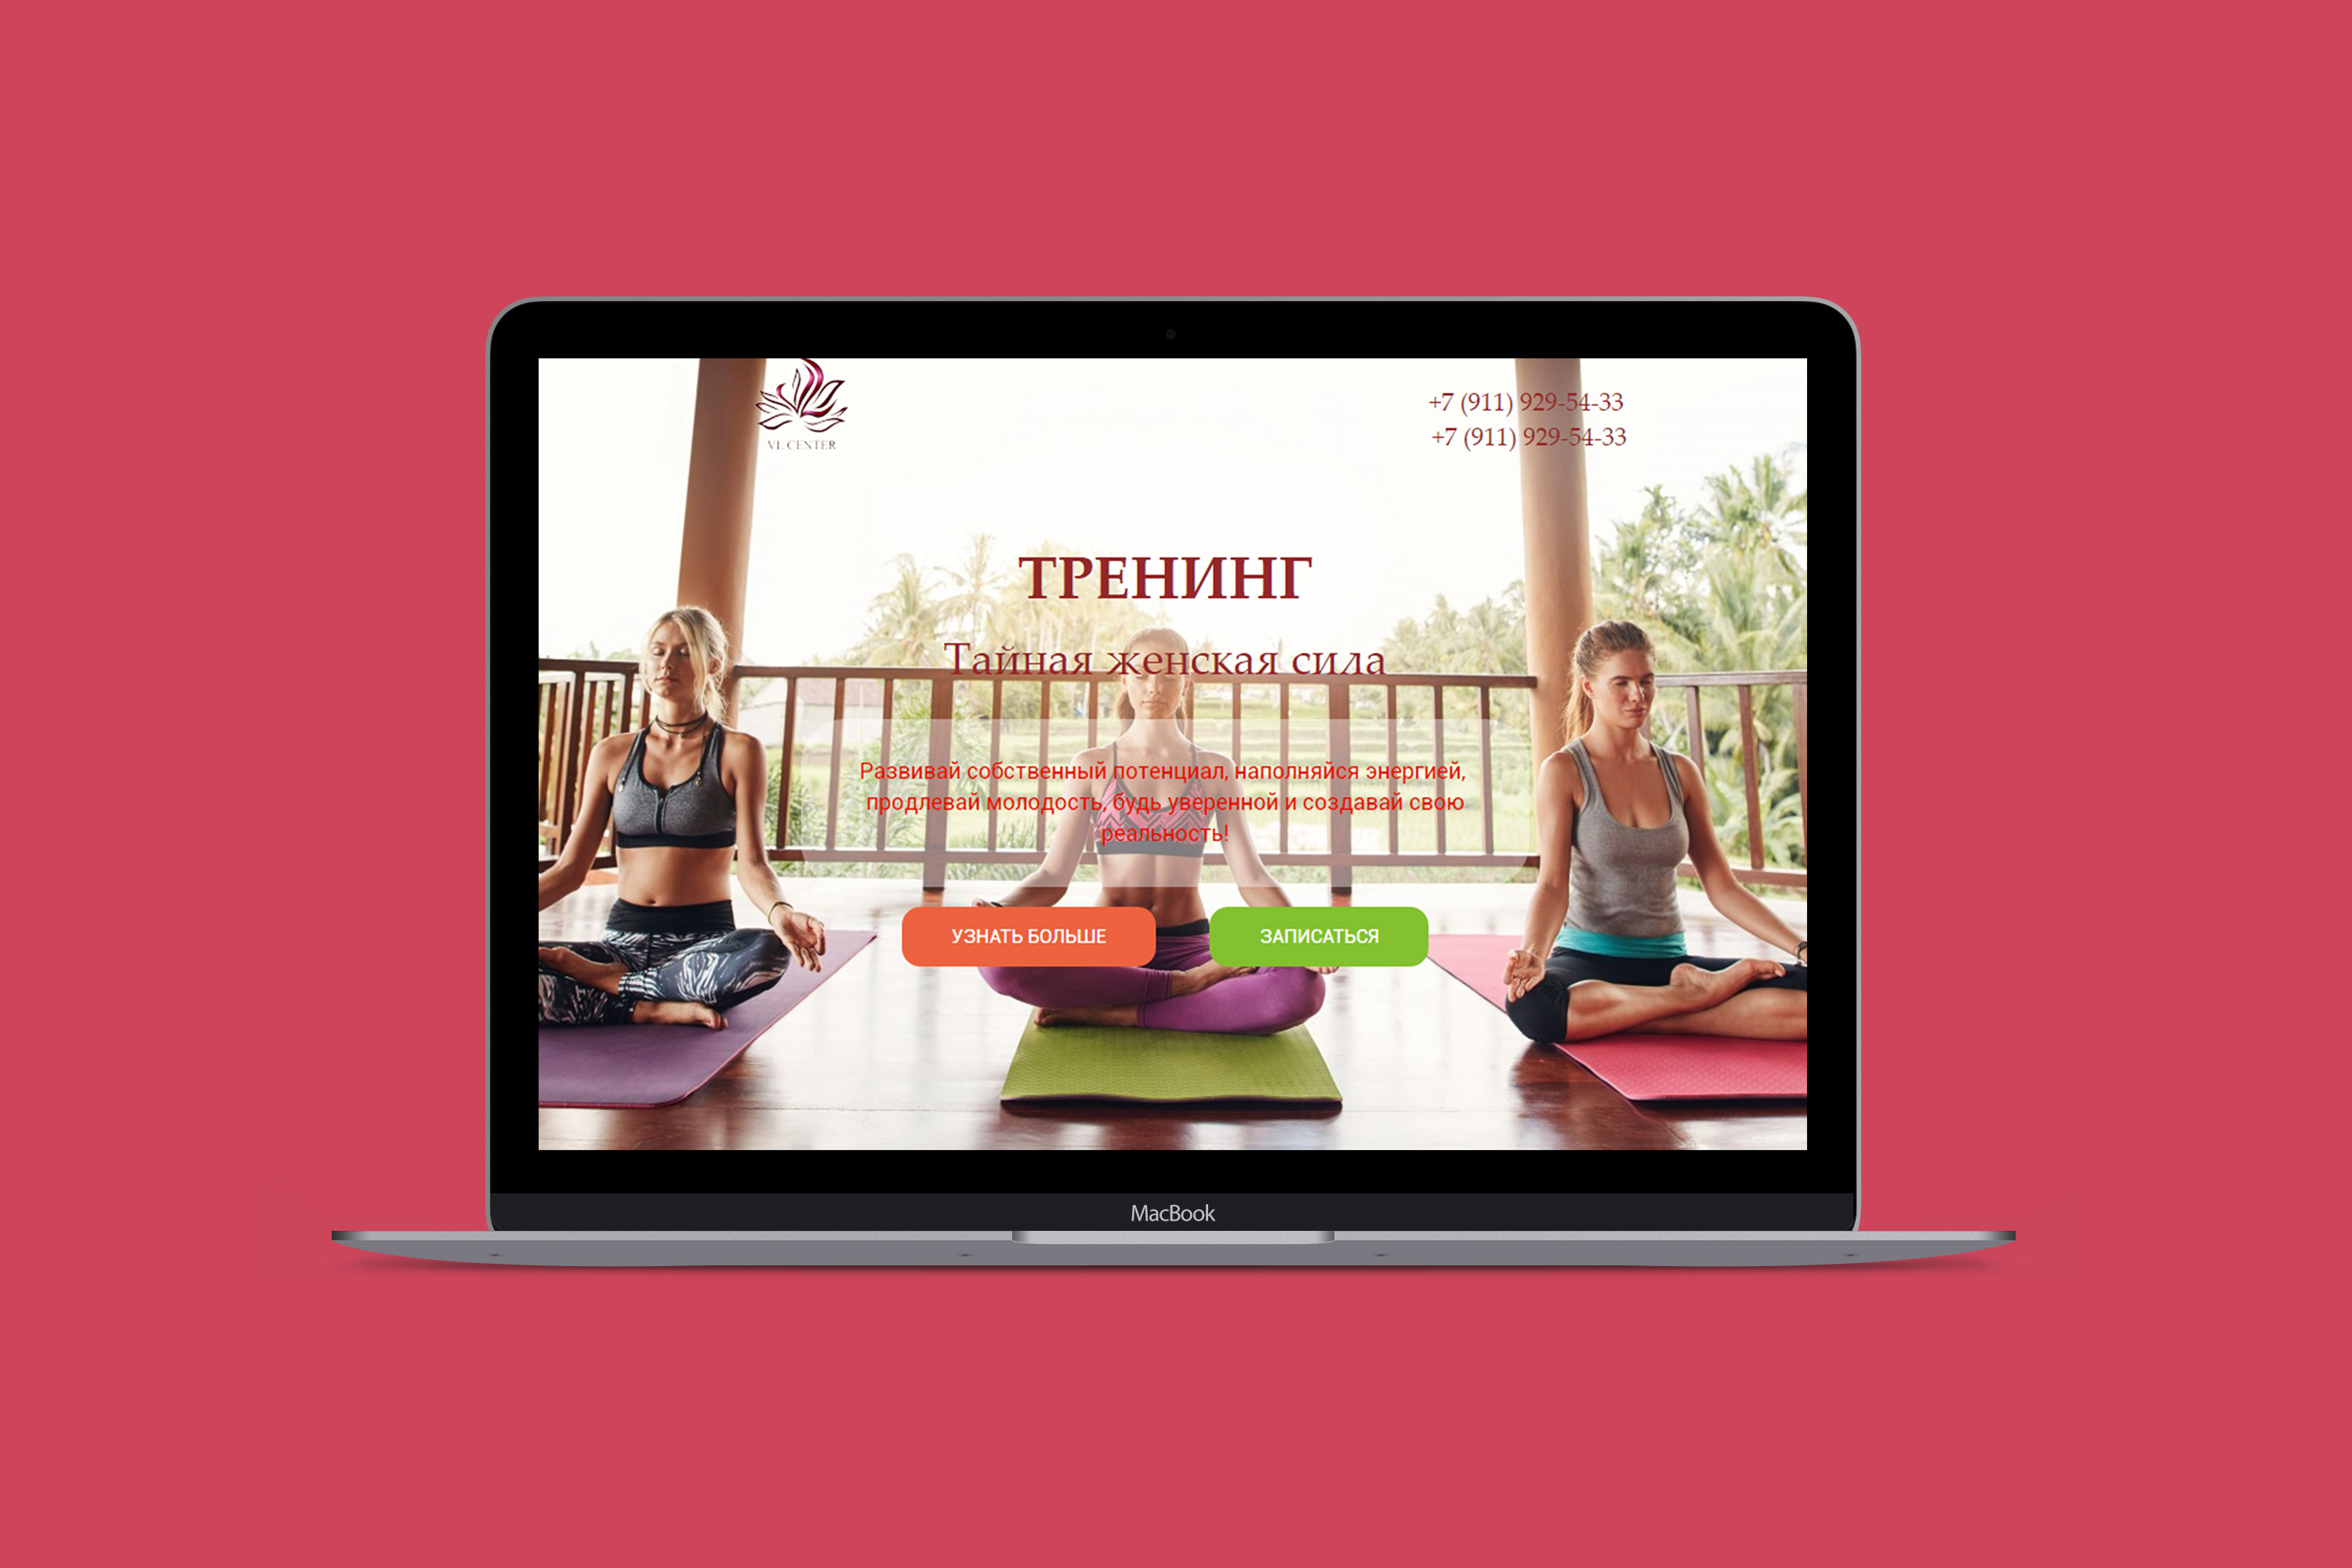 VL CENTER
+7 (911) 929-54-33
+7 (911) 929-54-33
ТРЕНИНГ
Тайная женская сила
Развивай собственный потенциал, наполняйся энергией,
продлевай молодость, будь уверенной и создавай свою
реальность!
УЗНАТЬ БОЛЬШЕ
ЗАПИСАТЬСЯ
MacBook